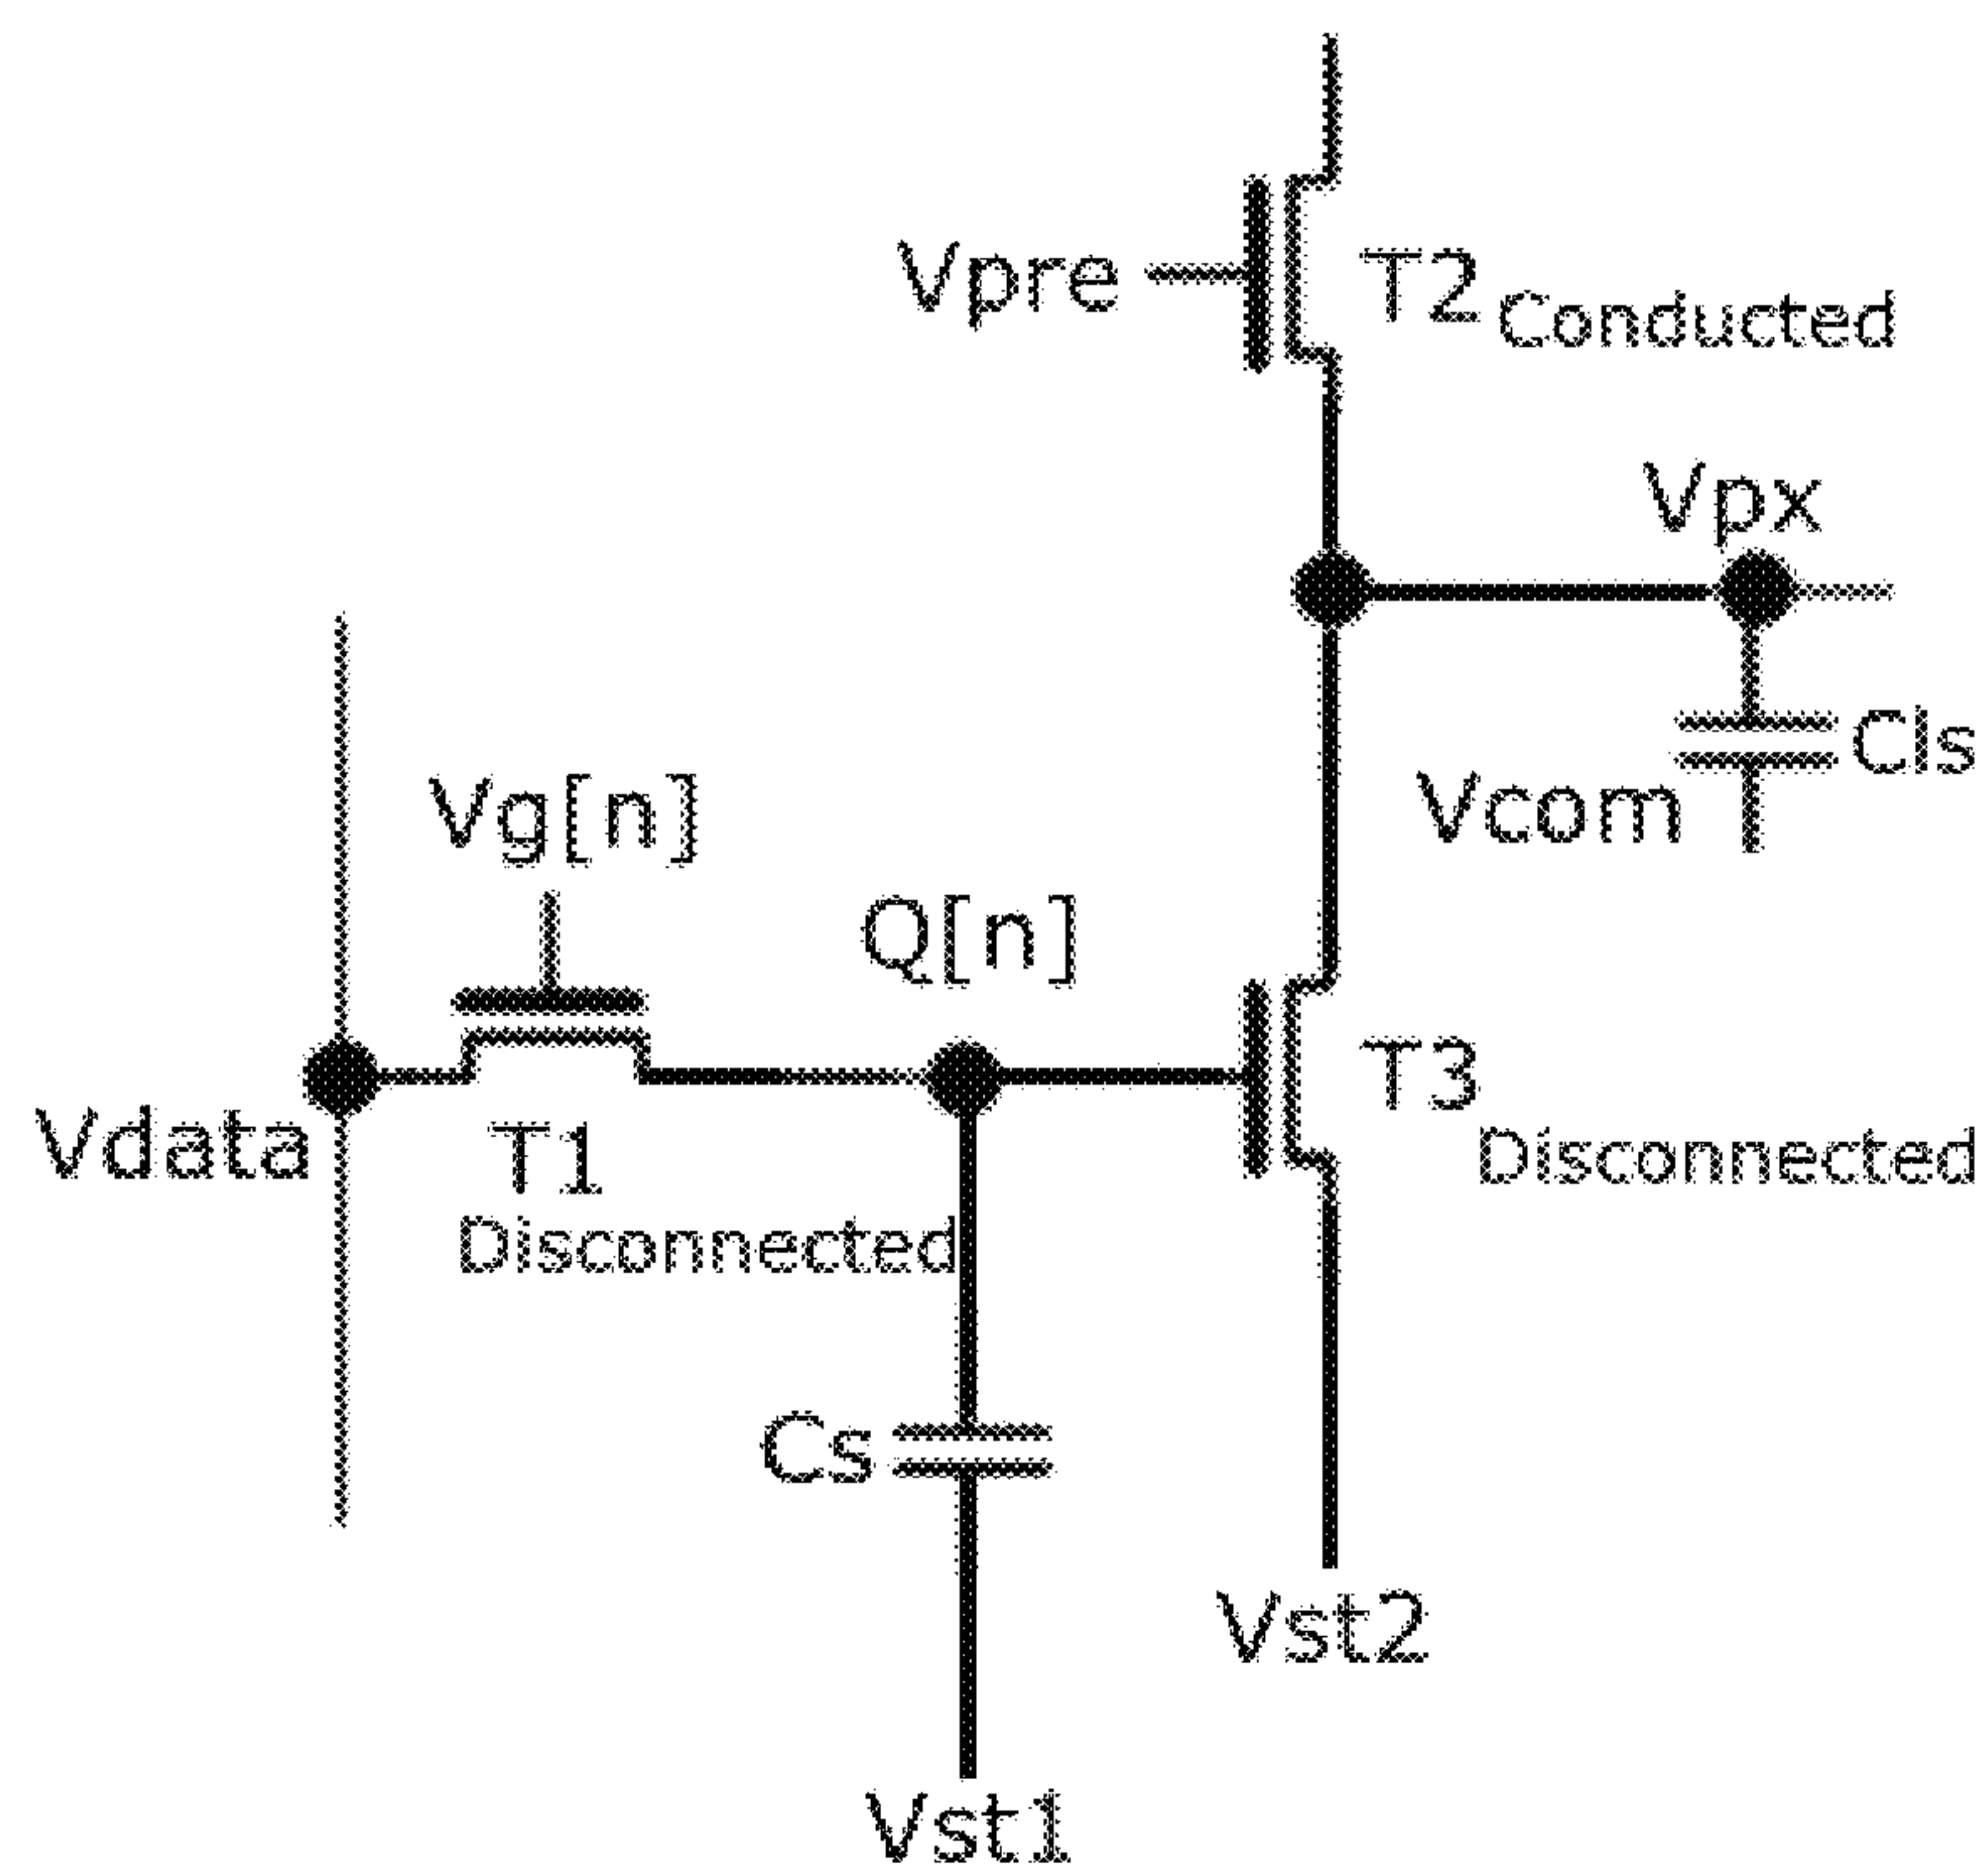 Vpre
T2 Conducted
Vpx
Cls
Vcom
Vg[n]
Q[n]
T3
Disconnected
Vdata
T1
Disconnected
Cs
Vst2
Vst1